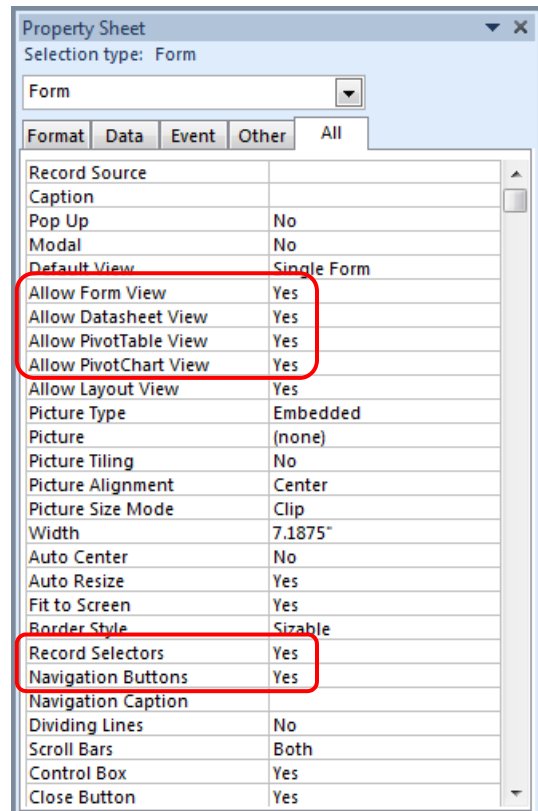 Property Sheet
Selection type: Form
Form
Format Data Event Other All
Record Source
Caption
Pop Up No
Modal No
Default View Single Form
Allow Form View Yes
Allow Datasheet View Yes
Allow PivotTable View Yes
Allow PivotChart View Yes
Allow Layout View Yes
Picture Type Embedded
Picture (none)
Picture Tiling No
Picture Alignment Center
Picture Size Mode Clip
Width 7.1875"
Auto Center No
Auto Resize Yes
Fit to Screen Yes
Border Style Sizable
Record Selectors Yes
Navigation Buttons Yes
Navigation Caption
Dividing Lines No
Scroll Bars Both
Control Box Yes
Close Button Yes